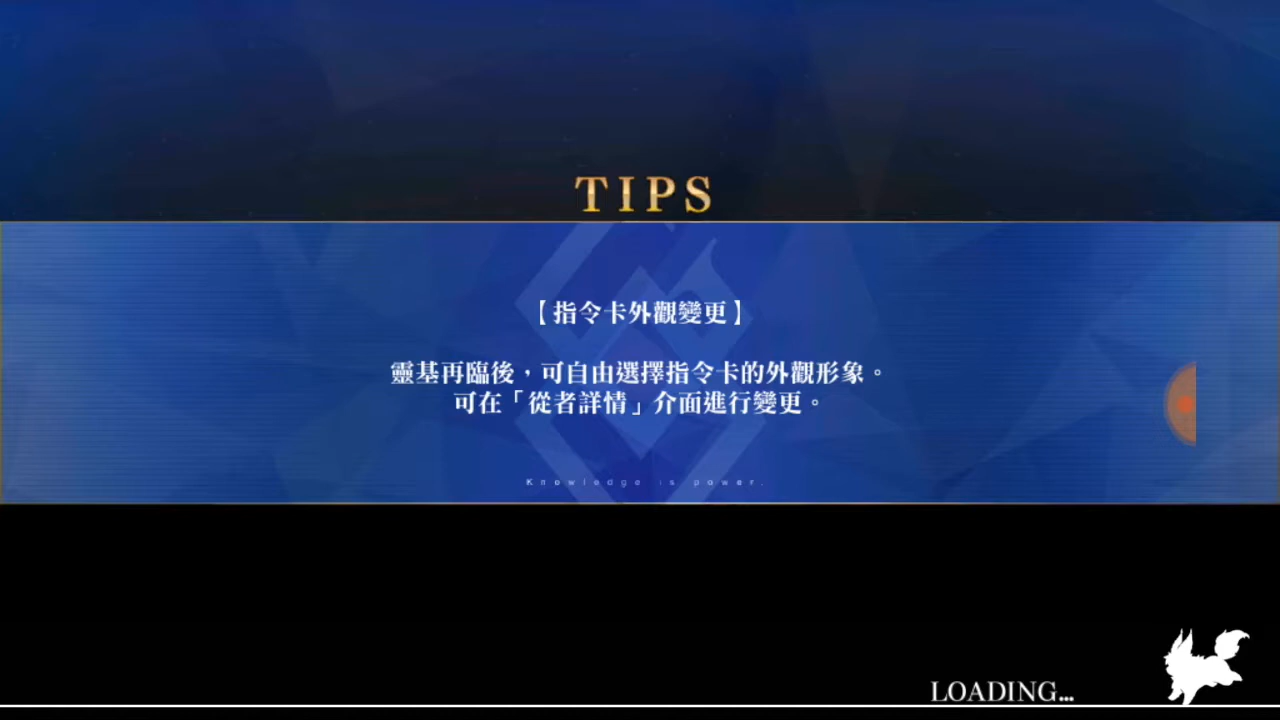 TIPS
【指令卡外觀變更】
靈基再臨後，可自由選擇指令卡的外觀形象。
可在「從者詳情」介面進行變更。
Knowledge is power.
LOADING...